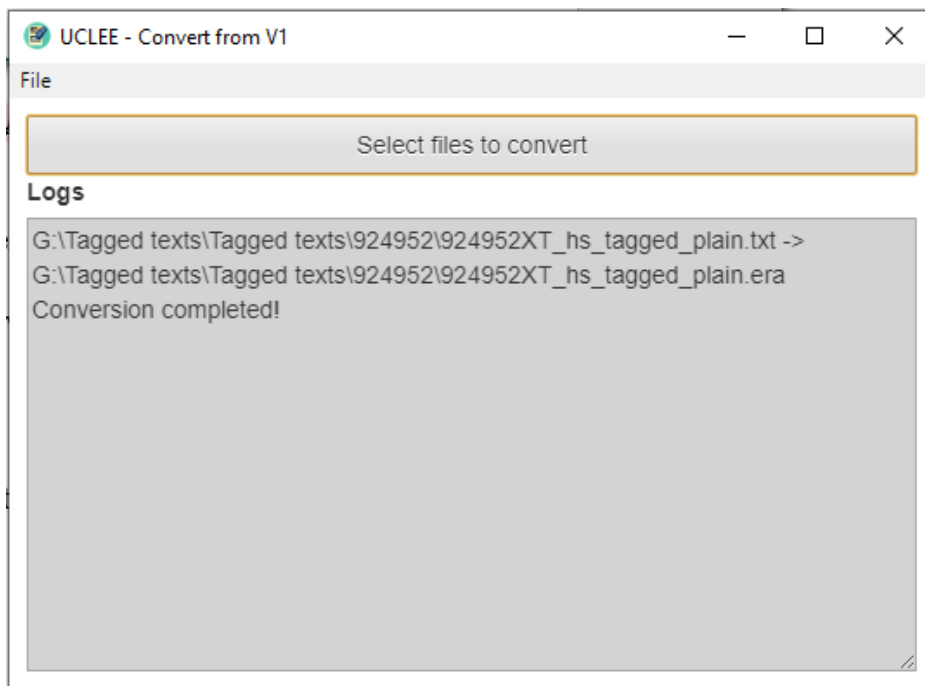 UCLEE - Convert from V1
File
Select files to convert
Logs
G:\Tagged texts\Tagged texts\924952\924952XT_hs_tagged_plain.txt ->
G:\Tagged texts\Tagged texts\924952\924952XT_hs_tagged_plain.era
Conversion completed!